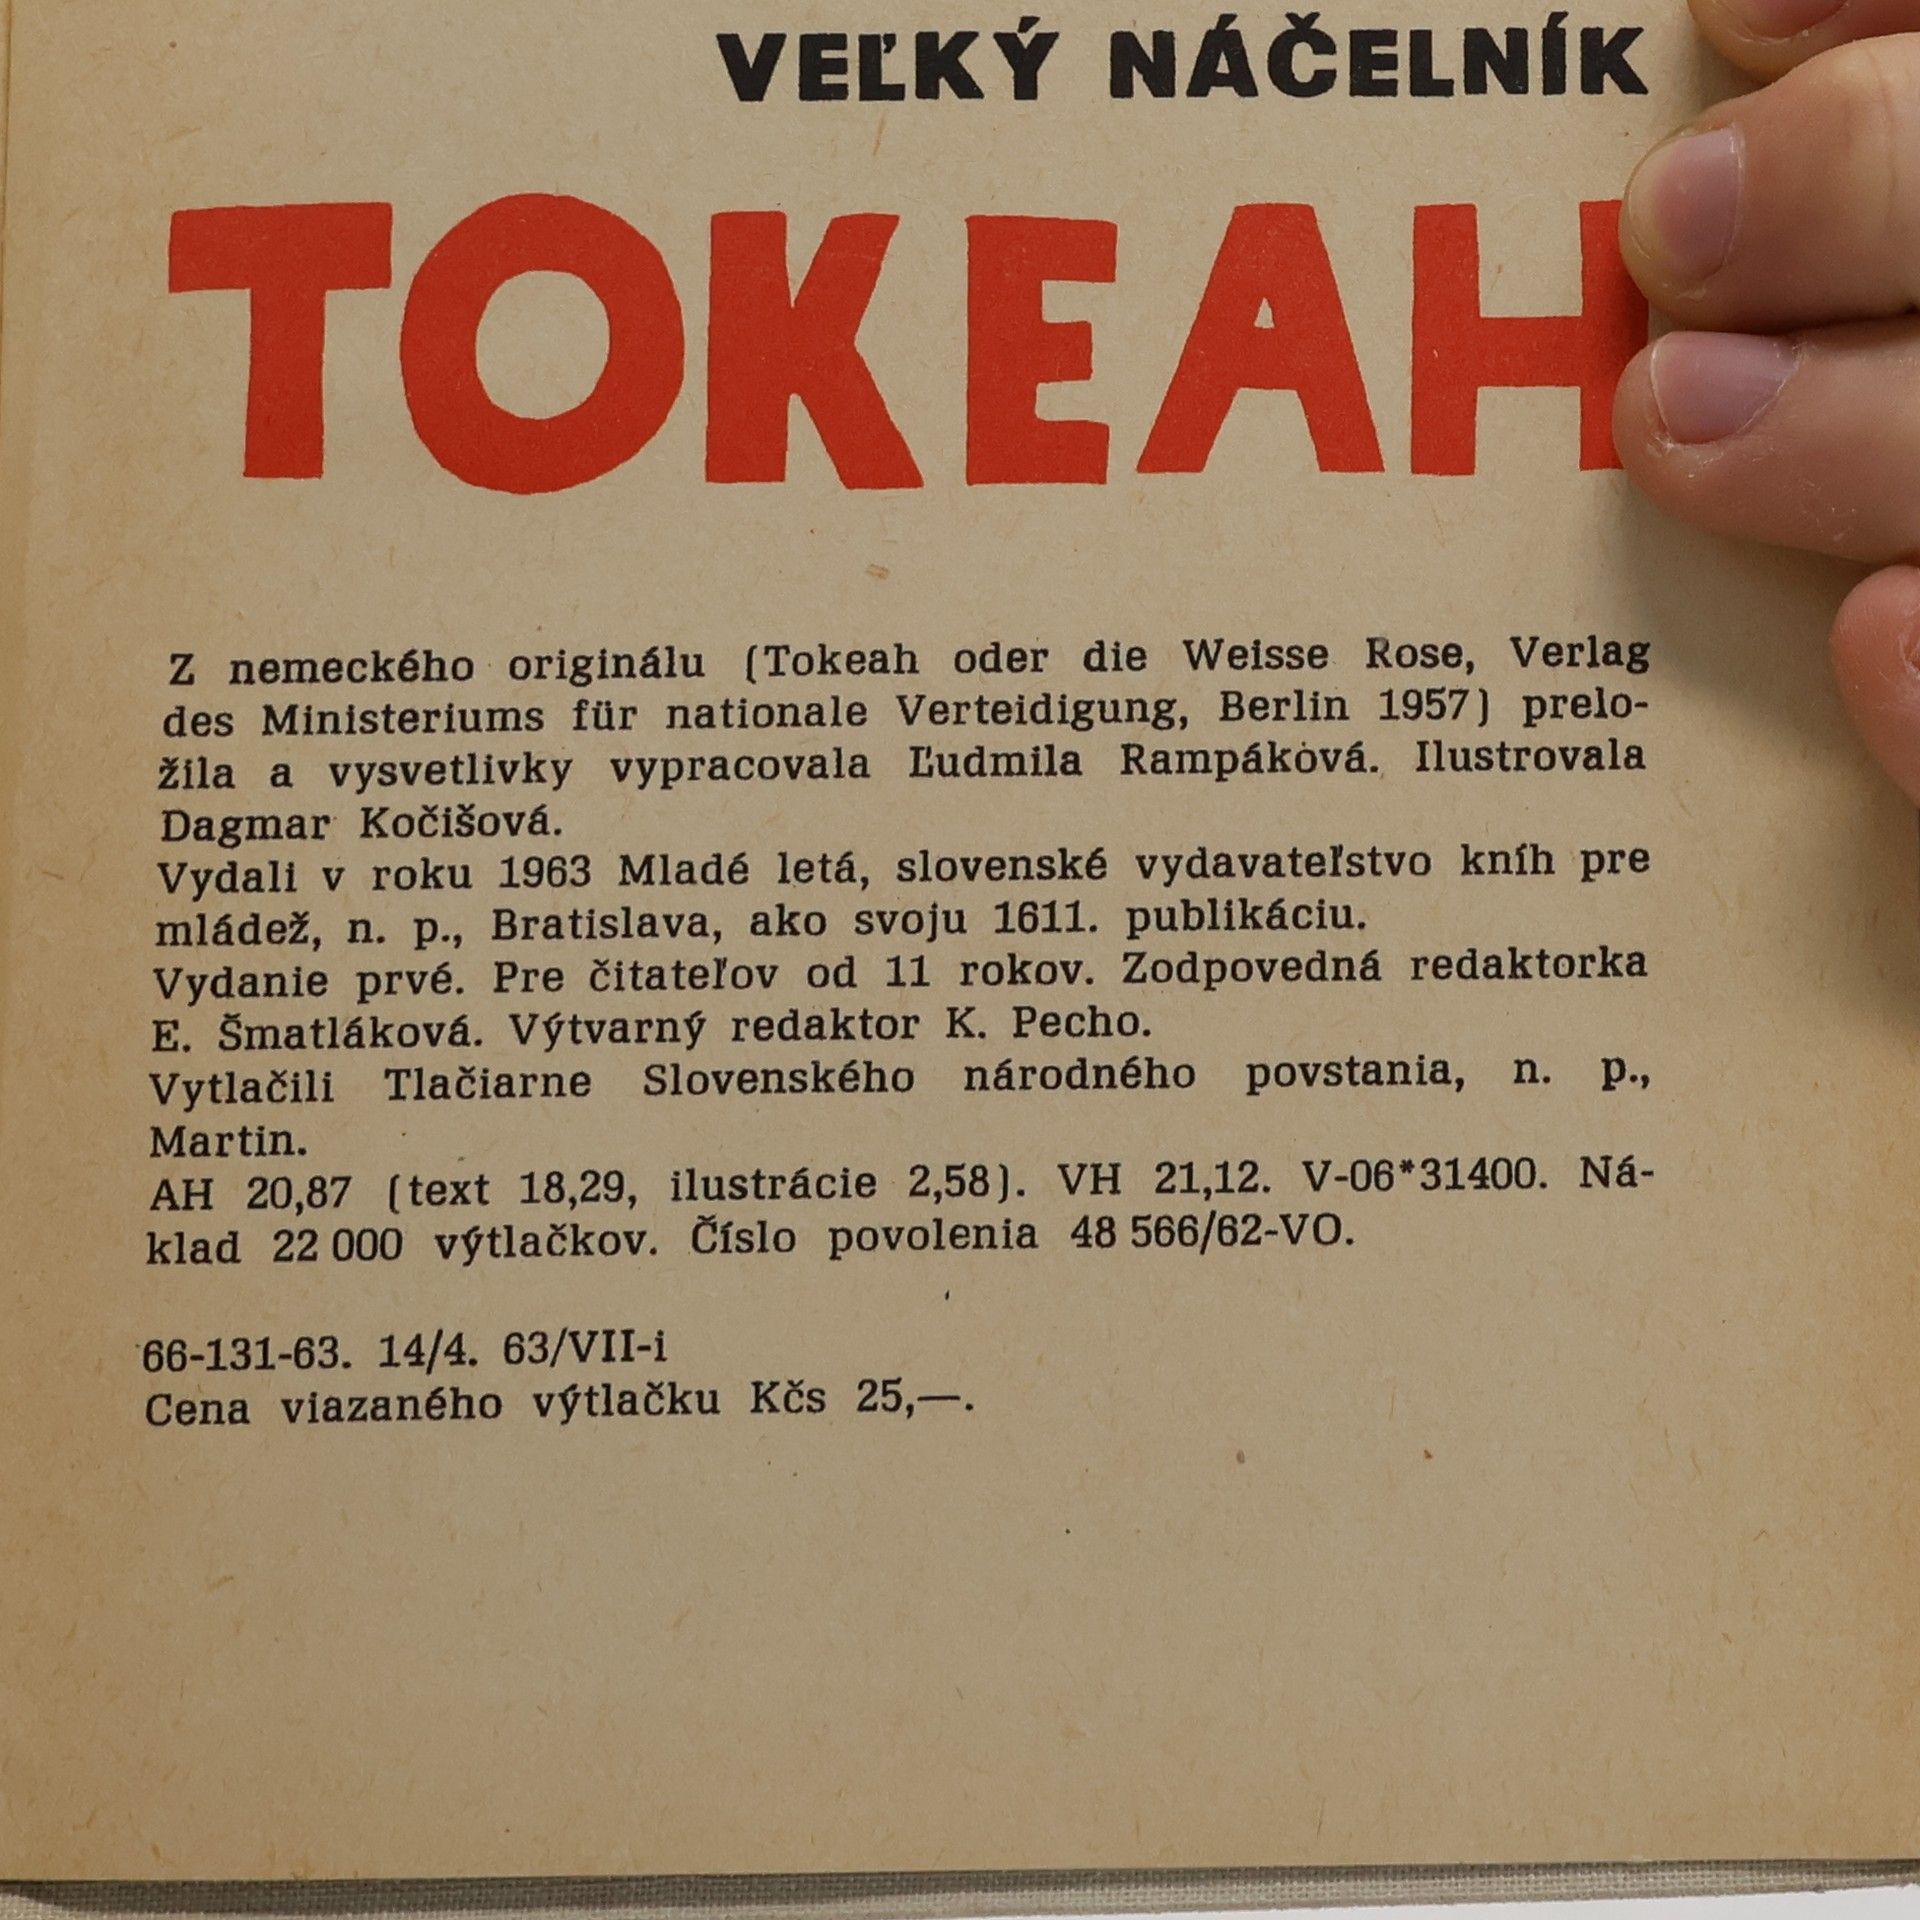 VEĽKÝ NÁČELNÍK
TOKEAH
Z nemeckého originálu (Tokeah oder die Weisse Rose, Verlag
des Ministeriums für nationale Verteidigung, Berlin 1957) prelo-
žila a vysvetlivky vypracovala Ľudmila Rampáková. Ilustrovala
Dagmar Kočišová.
Vydali v roku 1963 Mladé letá, slovenské vydavateľstvo kníh pre
mládež, n. p., Bratislava, ako svoju 1611. publikáciu.
Vydanie prvé. Pre čitateľov od 11 rokov. Zodpovedná redaktorka
E. Šmatláková. Výtvarný redaktor K. Pecho.
Vytlačili Tlačiarne Slovenského národného povstania, n. p.,
Martin.
AH 20,87 (text 18,29, ilustrácie 2,58). VH 21,12. V-06*31400. Ná-
klad 22 000 výtlačkov. Číslo povolenia 48 566/62-VO.
66-131-63. 14/4. 63/VII-i
Cena viazaného výtlačku Kčs 25,—.